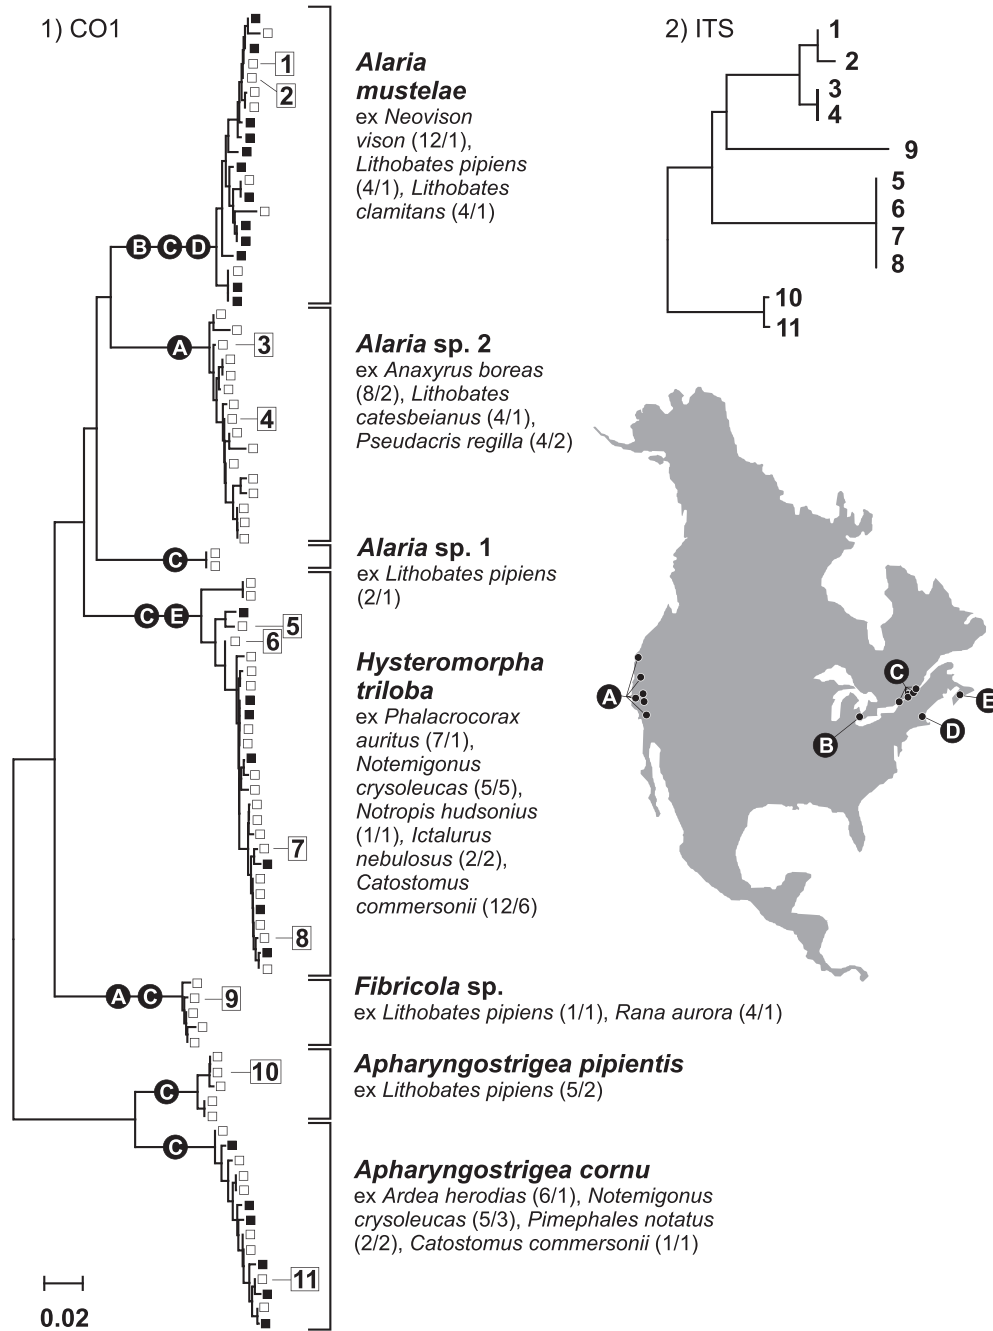 1) CO1
1
2
B C D
Alaria
mustelae
ex Neovison
vison (12/1),
Lithobates pipiens
(4/1), Lithobates
clamitans (4/1)
A
3
4
Alaria sp. 2
ex Anaxyrus boreas
(8/2), Lithobates
catesbeianus (4/1),
Pseudacris regilla (4/2)
C
Alaria sp. 1
ex Lithobates pipiens
(2/1)
C E
5
6
7
8
Hysteromorpha
triloba
ex Phalacrocorax
auritus (7/1),
Notemigonus
crysoleucas (5/5),
Notropis hudsonius
(1/1), Ictalurus
nebulosus (2/2),
Catostomus
commersonii (12/6)
A C
9
Fibricola sp.
ex Lithobates pipiens (1/1), Rana aurora (4/1)
C
10
Apharyngostrigea pipientis
ex Lithobates pipiens (5/2)
C
11
Apharyngostrigea cornu
ex Ardea herodias (6/1), Notemigonus
crysoleucas (5/3), Pimephales notatus
(2/2), Catostomus commersonii (1/1)
0.02
2) ITS
1
2
3
4
9
5
6
7
8
10
11
A
C
E
B
D